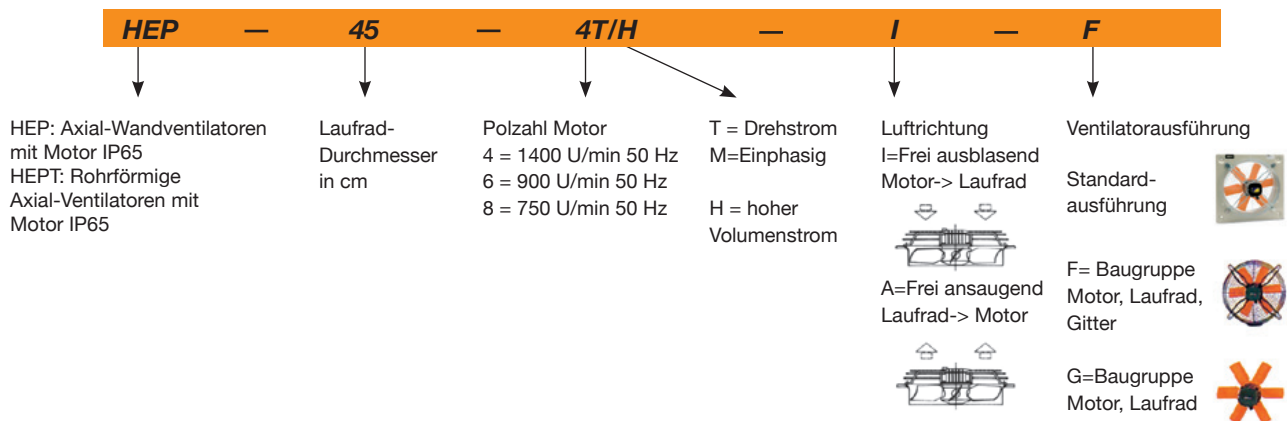 HEP — 45 — 4T/H — I — F
HEP: Axial-Wandventilatoren
mit Motor IP65
HEPT: Rohrförmige
Axial-Ventilatoren mit
Motor IP65
Laufrad-
Durchmesser
in cm
Polzahl Motor
4 = 1400 U/min 50 Hz
6 = 900 U/min 50 Hz
8 = 750 U/min 50 Hz
T = Drehstrom
M=Einphasig
H = hoher
Volumenstrom
Luftrichtung
I=Frei ausblasend
Motor-> Laufrad
A=Frei ansaugend
Laufrad-> Motor
Ventilatorausführung
Standard-
ausführung
F= Baugruppe
Motor, Laufrad,
Gitter
G=Baugruppe
Motor, Laufrad